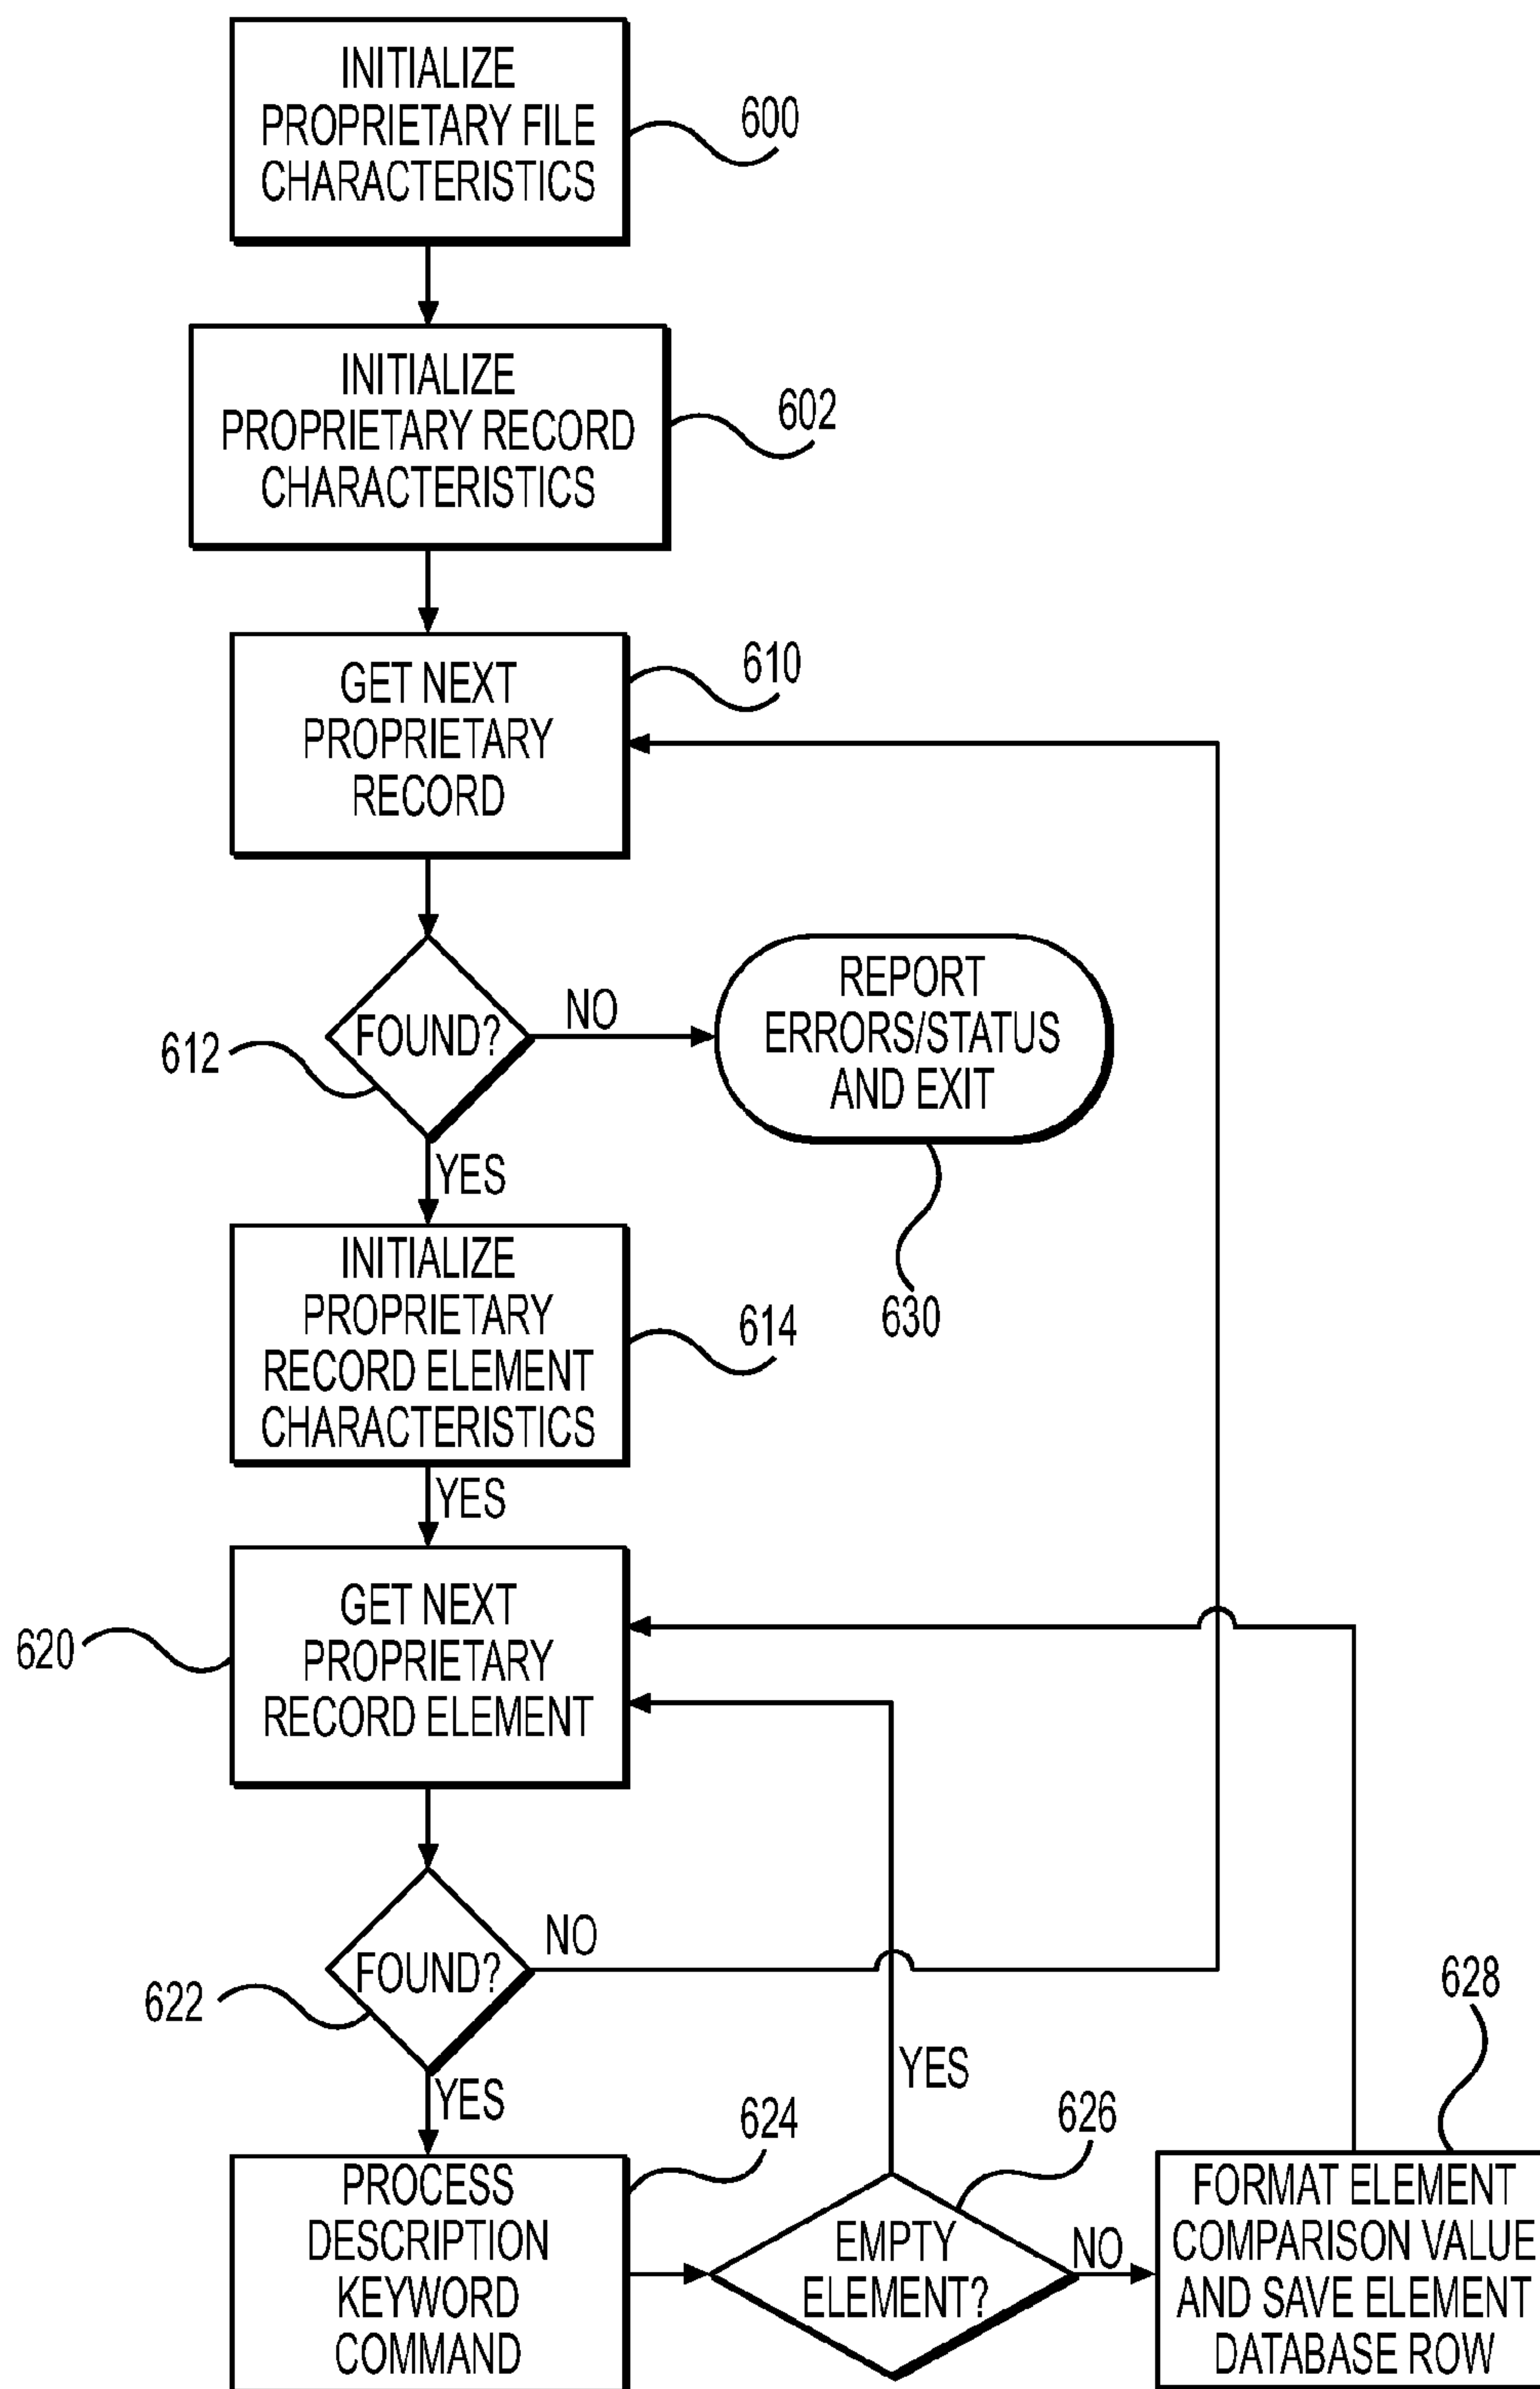 INITIALIZE
PROPRIETARY FILE
CHARACTERISTICS
600
INITIALIZE
PROPRIETARY RECORD
CHARACTERISTICS
602
GET NEXT
PROPRIETARY
RECORD
610
FOUND?
612
NO
REPORT
ERRORS/STATUS
AND EXIT
630
YES
INITIALIZE
PROPRIETARY
RECORD ELEMENT
CHARACTERISTICS
614
YES
GET NEXT
PROPRIETARY
RECORD ELEMENT
620
FOUND?
622
NO
YES
PROCESS
DESCRIPTION
KEYWORD
COMMAND
624
EMPTY
ELEMENT?
626
YES
NO
FORMAT ELEMENT
COMPARISON VALUE
AND SAVE ELEMENT
DATABASE ROW
628